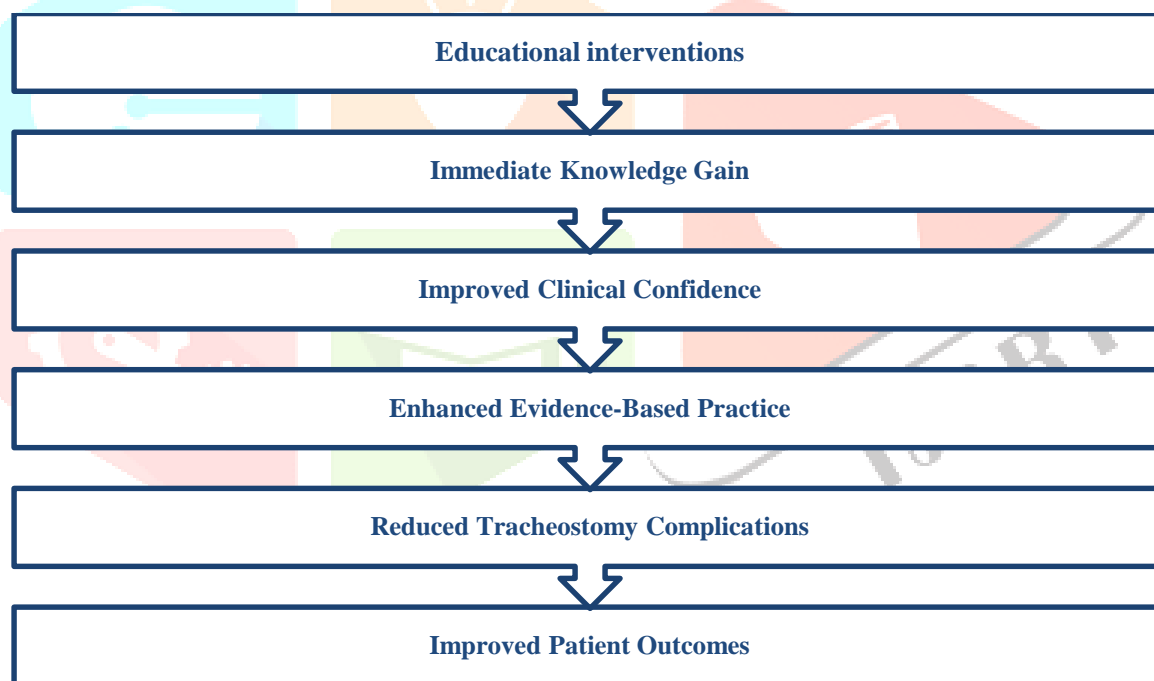 Educational interventions
Immediate Knowledge Gain
Improved Clinical Confidence
Enhanced Evidence-Based Practice
Reduced Tracheostomy Complications
Improved Patient Outcomes